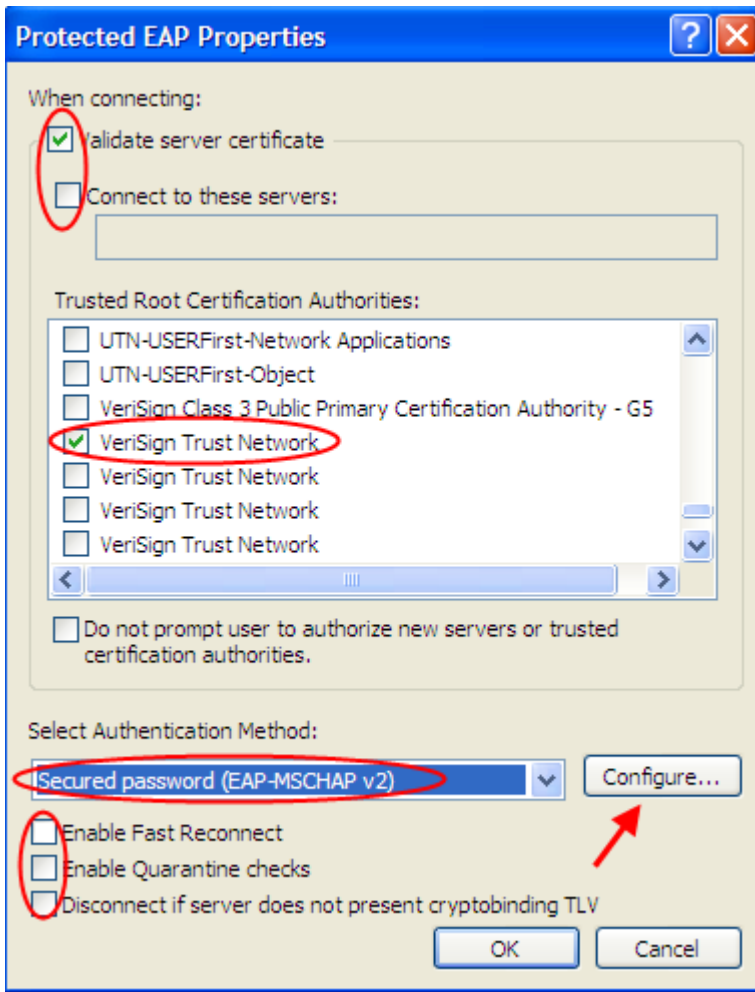 Protected EAP Properties
When connecting:
Validate server certificate
Connect to these servers:
Trusted Root Certification Authorities:
UTN-USERFirst-Network Applications
UTN-USERFirst-Object
VeriSign Class 3 Public Primary Certification Authority - G5
VeriSign Trust Network
VeriSign Trust Network
VeriSign Trust Network
VeriSign Trust Network
Do not prompt user to authorize new servers or trusted
certification authorities.
Select Authentication Method:
Secured password (EAP-MSCHAP v2)
Configure...
Enable Fast Reconnect
Enable Quarantine checks
Disconnect if server does not present cryptobinding TLV
OK
Cancel